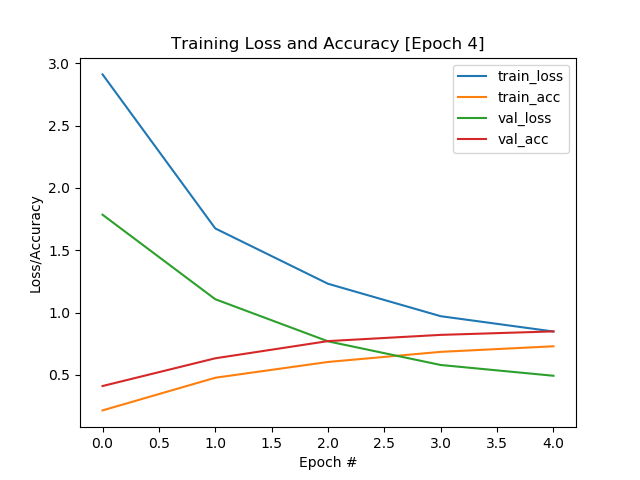 Training Loss and Accuracy [Epoch 4]
train_loss
train_acc
val_loss
val_acc
Loss/Accuracy
3.0
2.5
2.0
1.5
1.0
0.5
0.0 0.5 1.0 1.5 2.0 2.5 3.0 3.5 4.0
Epoch #